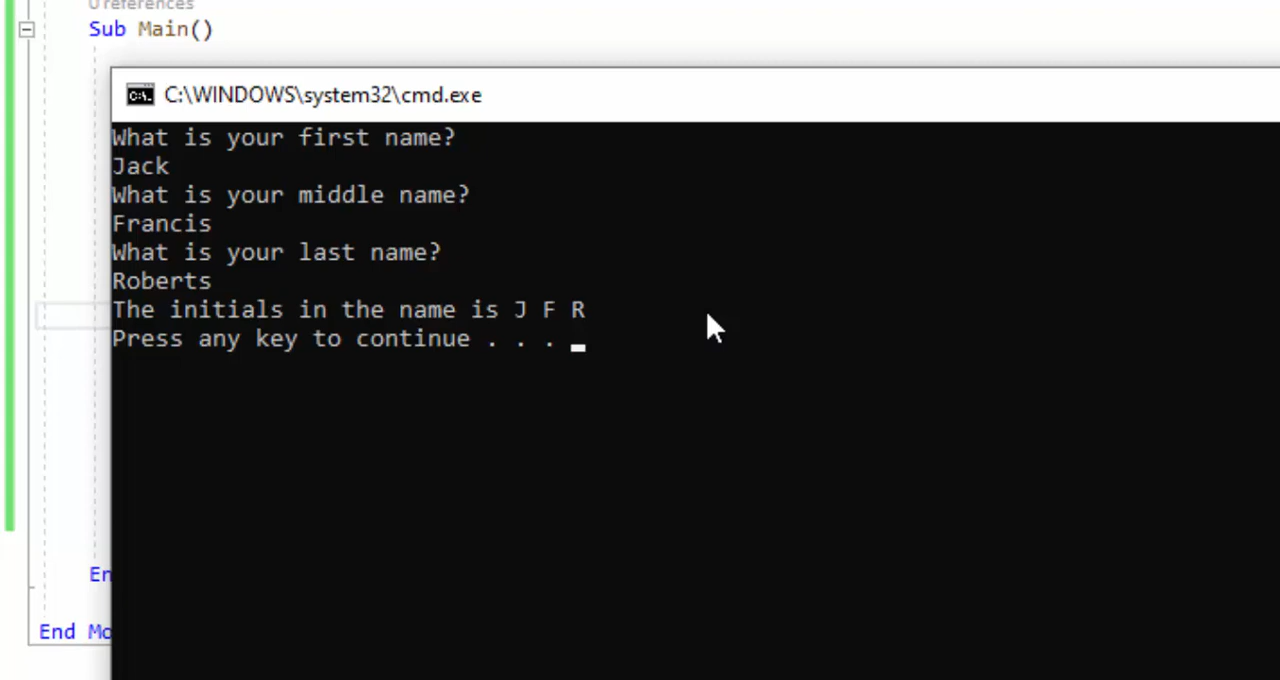 0 references
Sub Main()
C:\WINDOWS\system32\cmd.exe
What is your first name?
Jack
What is your middle name?
Francis
What is your last name?
Roberts
The initials in the name is J F R
Press any key to continue . . .
En
End Mo